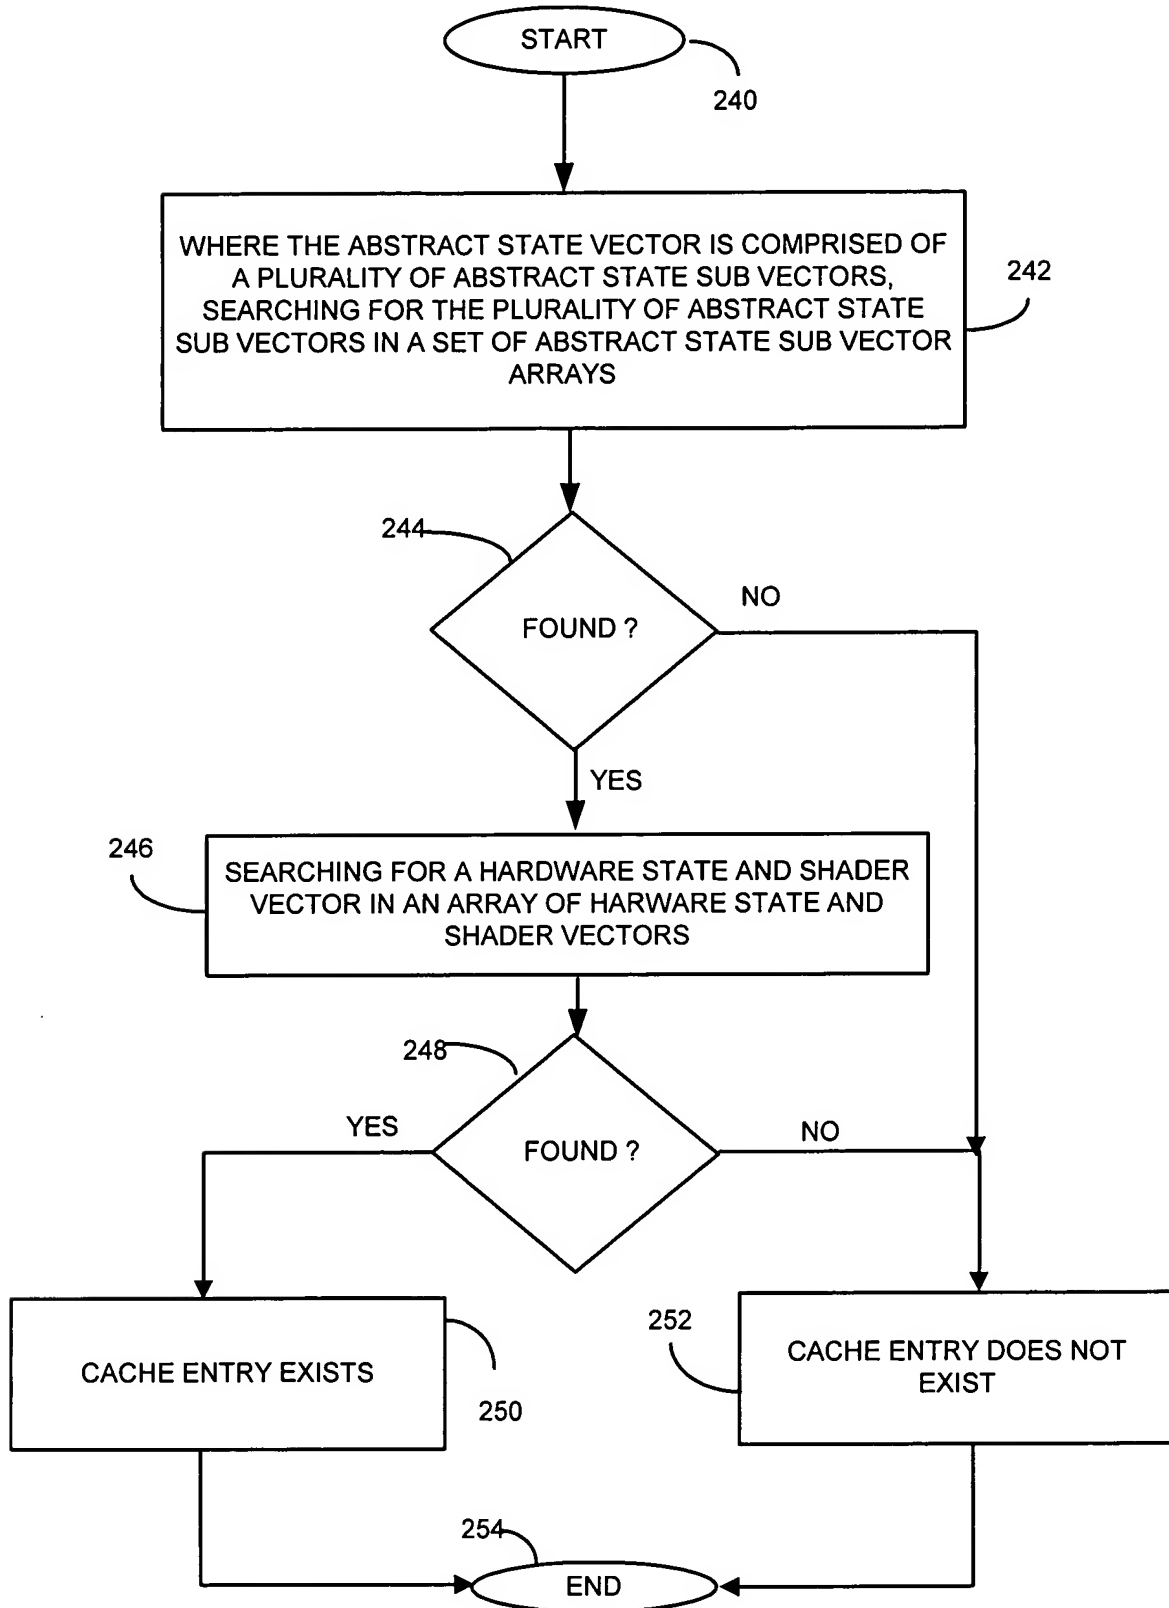 START
240
WHERE THE ABSTRACT STATE VECTOR IS COMPRISED OF
A PLURALITY OF ABSTRACT STATE SUB VECTORS,
SEARCHING FOR THE PLURALITY OF ABSTRACT STATE
SUB VECTORS IN A SET OF ABSTRACT STATE SUB VECTOR
ARRAYS
242
244
FOUND ?
NO
YES
246
SEARCHING FOR A HARDWARE STATE AND SHADER
VECTOR IN AN ARRAY OF HARWARE STATE AND
SHADER VECTORS
248
YES
FOUND ?
NO
CACHE ENTRY EXISTS
250
252
CACHE ENTRY DOES NOT
EXIST
254
END